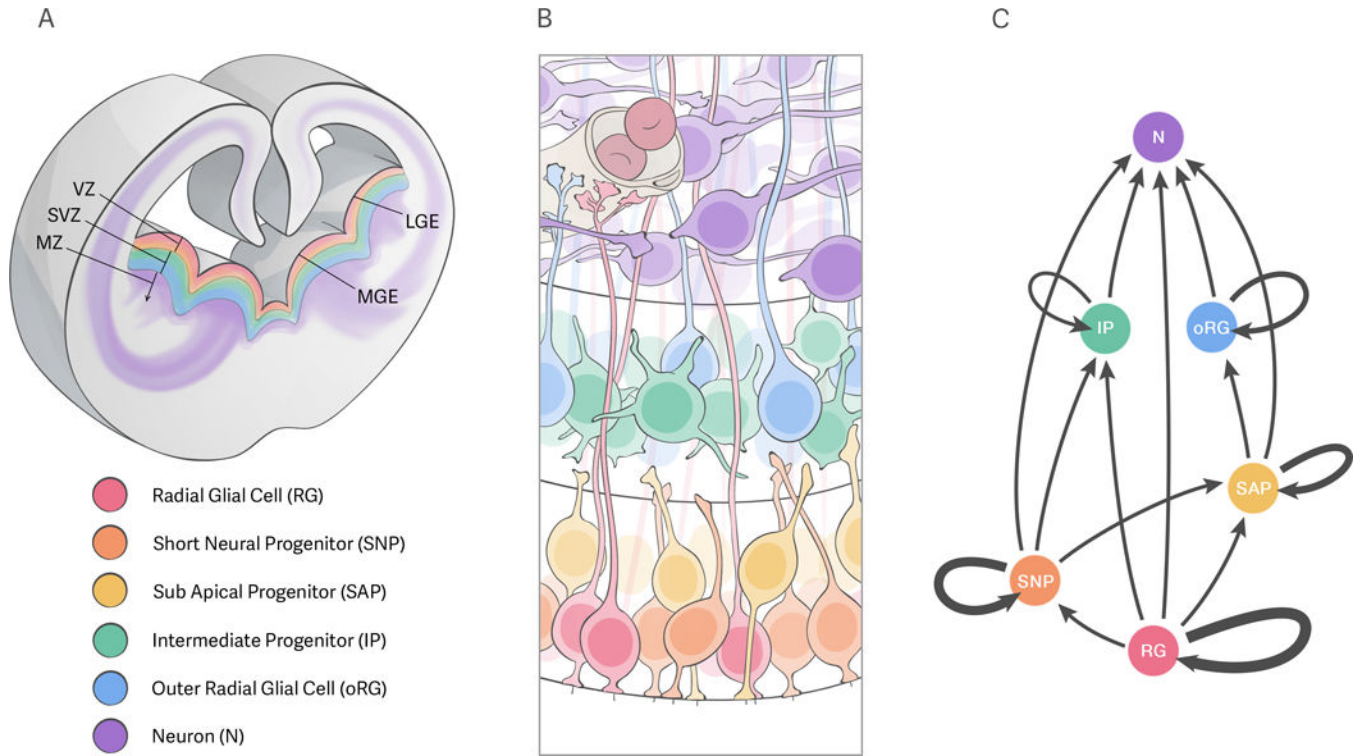 A
B
C
VZ
SVZ
MZ
LGE
MGE
Radial Glial Cell (RG)
Short Neural Progenitor (SNP)
Sub Apical Progenitor (SAP)
Intermediate Progenitor (IP)
Outer Radial Glial Cell (oRG)
Neuron (N)
N
IP
oRG
SAP
SNP
RG